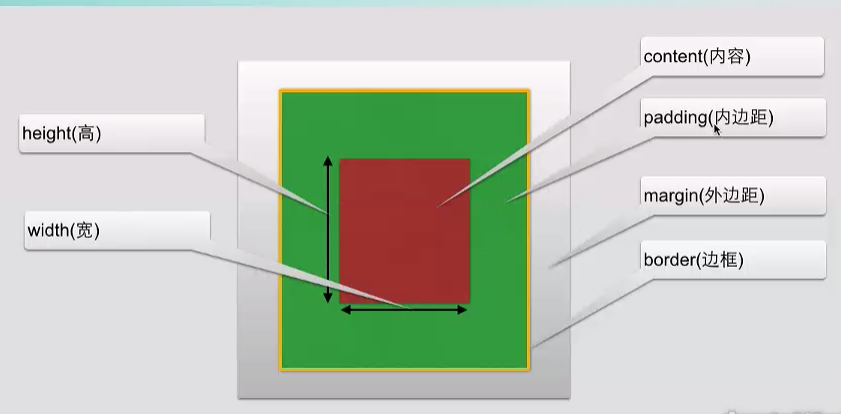 content(内容)
padding(内边距)
height(高)
margin(外边距)
width(宽)
border(边框)